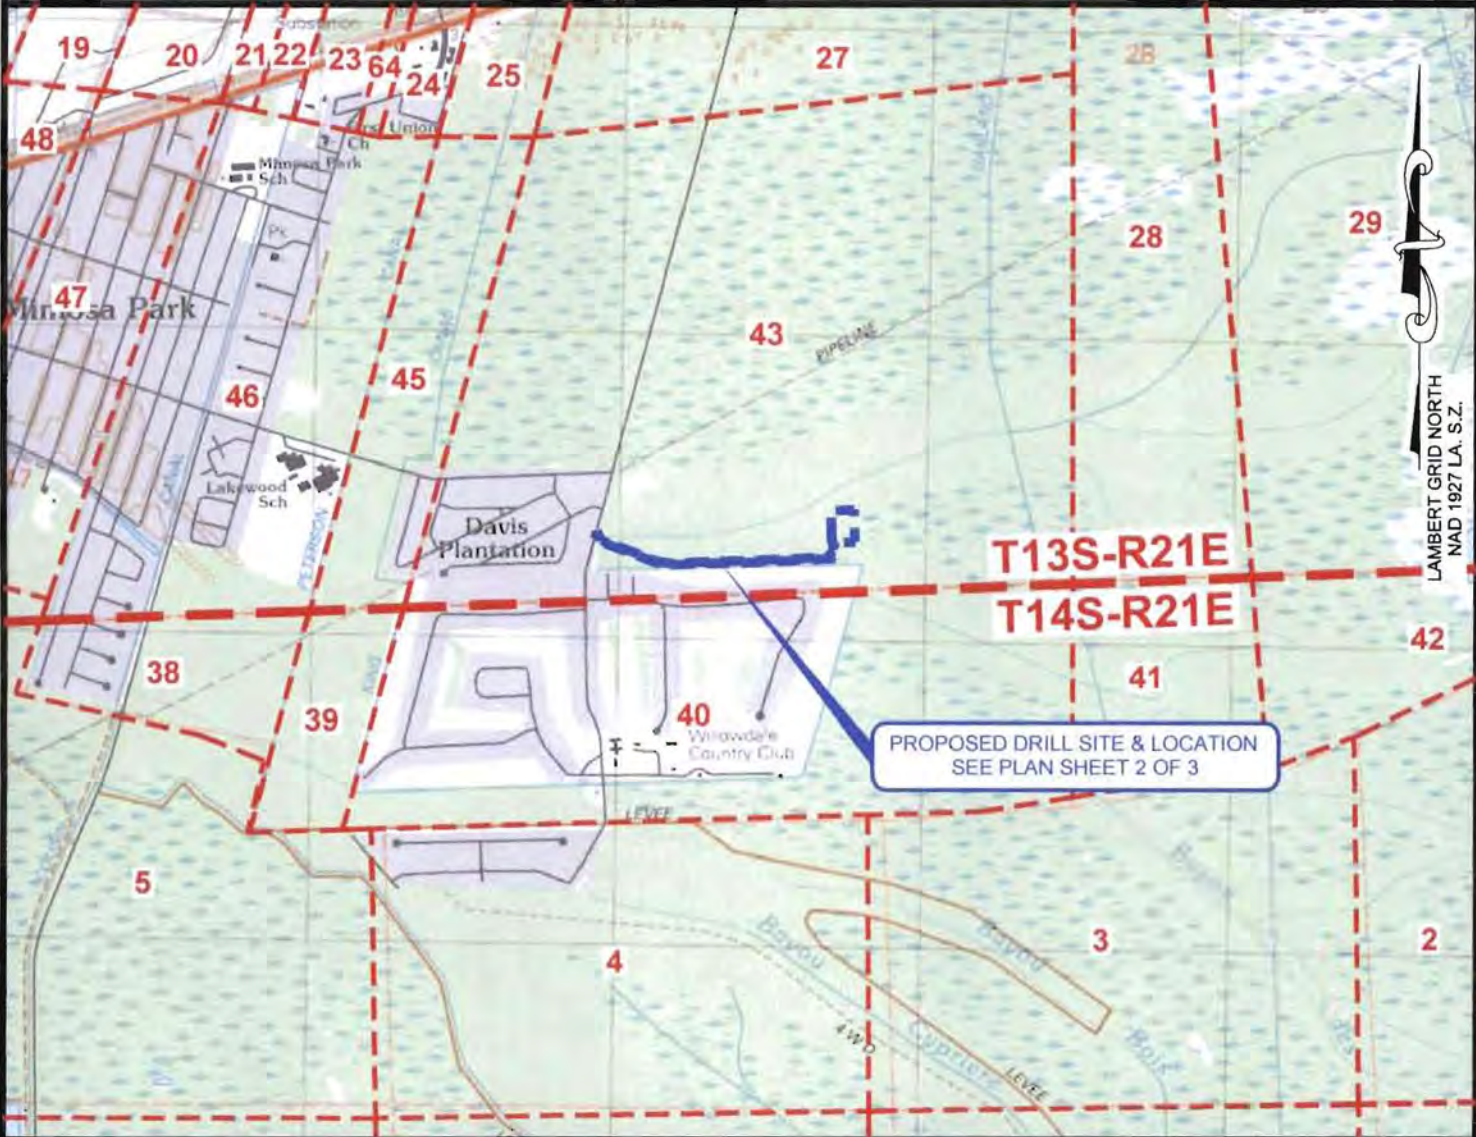 Substation
19
20
21
22
23
64
24
25
27
28
48
Union
Ch
Mimosa Park
Sch
Pk
28
29
CANAL
47
Mimosa Park
43
PIPELINE
45
46
LAMBERT GRID NORTH
NAD 1927 LA. S.Z.
CANAL
Lakewood
Sch
PETERSON
Davis
Plantation
T13S-R21E
T14S-R21E
42
38
41
39
40
Willowdale
Country Club
PROPOSED DRILL SITE & LOCATION
SEE PLAN SHEET 2 OF 3
LEVEE
5
4
3
2
Bayou
Bayou
4WD
Cypriere
LEVEE
Bois